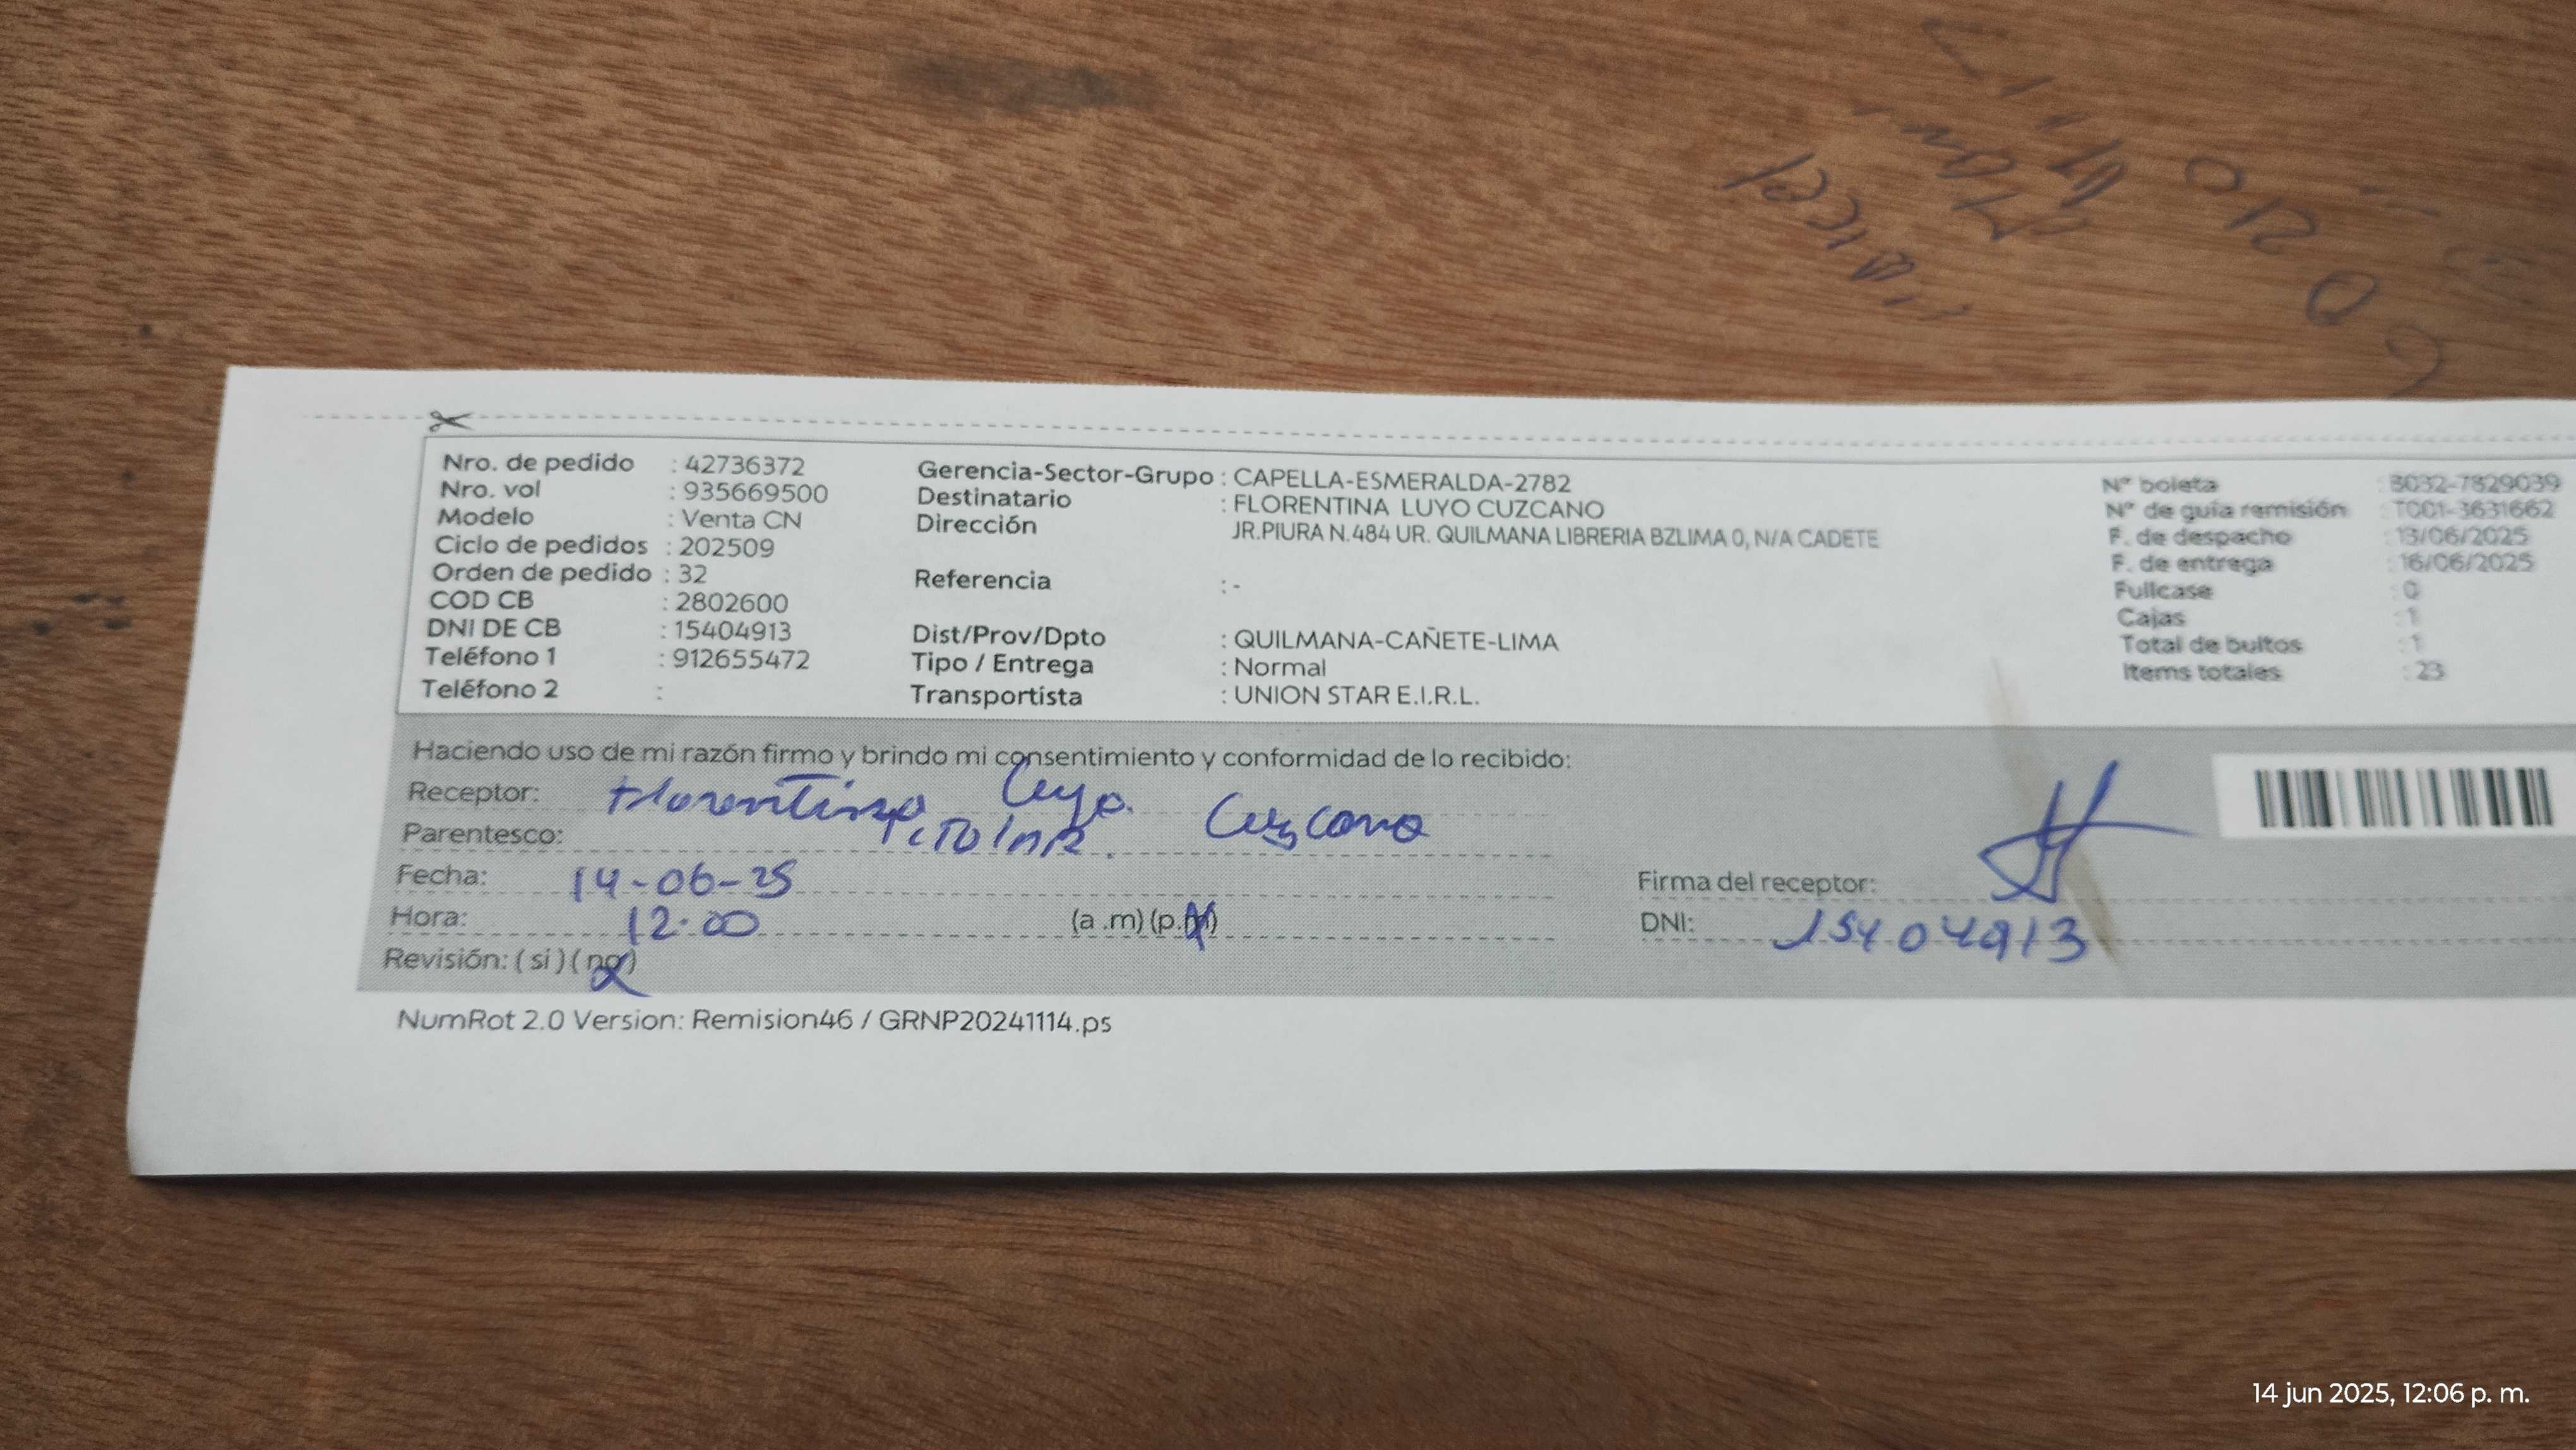 Nro. de pedido : 42736372
Nro. vol : 935669500
Modelo : Venta CN
Ciclo de pedidos : 202509
Orden de pedido : 32
COD CB : 2802600
DNI DE CB : 15404913
Teléfono 1 : 912655472
Teléfono 2 :
Gerencia-Sector-Grupo : CAPELLA-ESMERALDA-2782
Destinatario : FLORENTINA LUYO CUZCANO
Dirección JR.PIURA N.484 UR. QUILMANA LIBRERIA BZLIMA 0, N/A CADETE
Referencia : -
Dist/Prov/Dpto : QUILMANA-CAÑETE-LIMA
Tipo / Entrega : Normal
Transportista : UNION STAR E.I.R.L.
N° boleta : B032-7829039
N° de guía remisión : T001-3631662
F. de despacho : 13/06/2025
F. de entrega : 16/06/2025
Fullcase : 0
Cajas : 1
Total de bultos : 1
Items totales : 23
Haciendo uso de mi razón firmo y brindo mi consentimiento y conformidad de lo recibido:
Receptor: Florentina Luyo Cuzcano
Parentesco: Titular.
Fecha: 14-06-25
Hora: 12:00 (a .m) (p.m)
Revisión: ( si ) ( no )
Firma del receptor:
DNI: 15404913
NumRot 2.0 Version: Remision46 / GRNP20241114.ps
14 jun 2025, 12:06 p. m.